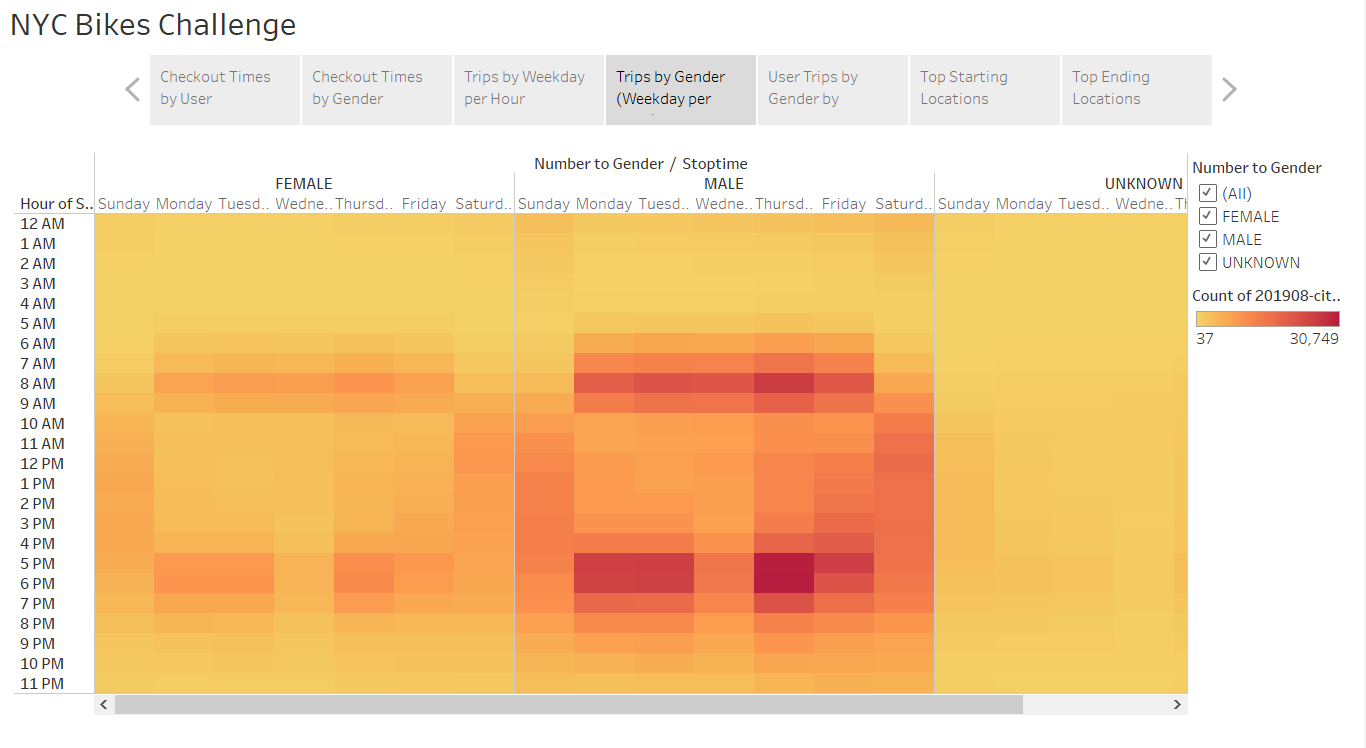 NYC Bikes Challenge
Checkout Times
by User
Checkout Times
by Gender
Trips by Weekday
per Hour
Trips by Gender
(Weekday per
User Trips by
Gender by
Top Starting
Locations
Top Ending
Locations
Number to Gender / Stoptime
FEMALE MALE UNKNOWN
Hour of S.. Sunday Monday Tuesd.. Wedne.. Thursd.. Friday Saturd.. Sunday Monday Tuesd.. Wedne.. Thursd.. Friday Saturd.. Sunday Monday Tuesd.. Wedne.. Th
12 AM
1 AM
2 AM
3 AM
4 AM
5 AM
6 AM
7 AM
8 AM
9 AM
10 AM
11 AM
12 PM
1 PM
2 PM
3 PM
4 PM
5 PM
6 PM
7 PM
8 PM
9 PM
10 PM
11 PM
Number to Gender
(All)
FEMALE
MALE
UNKNOWN
Count of 201908-cit..
37 30,749